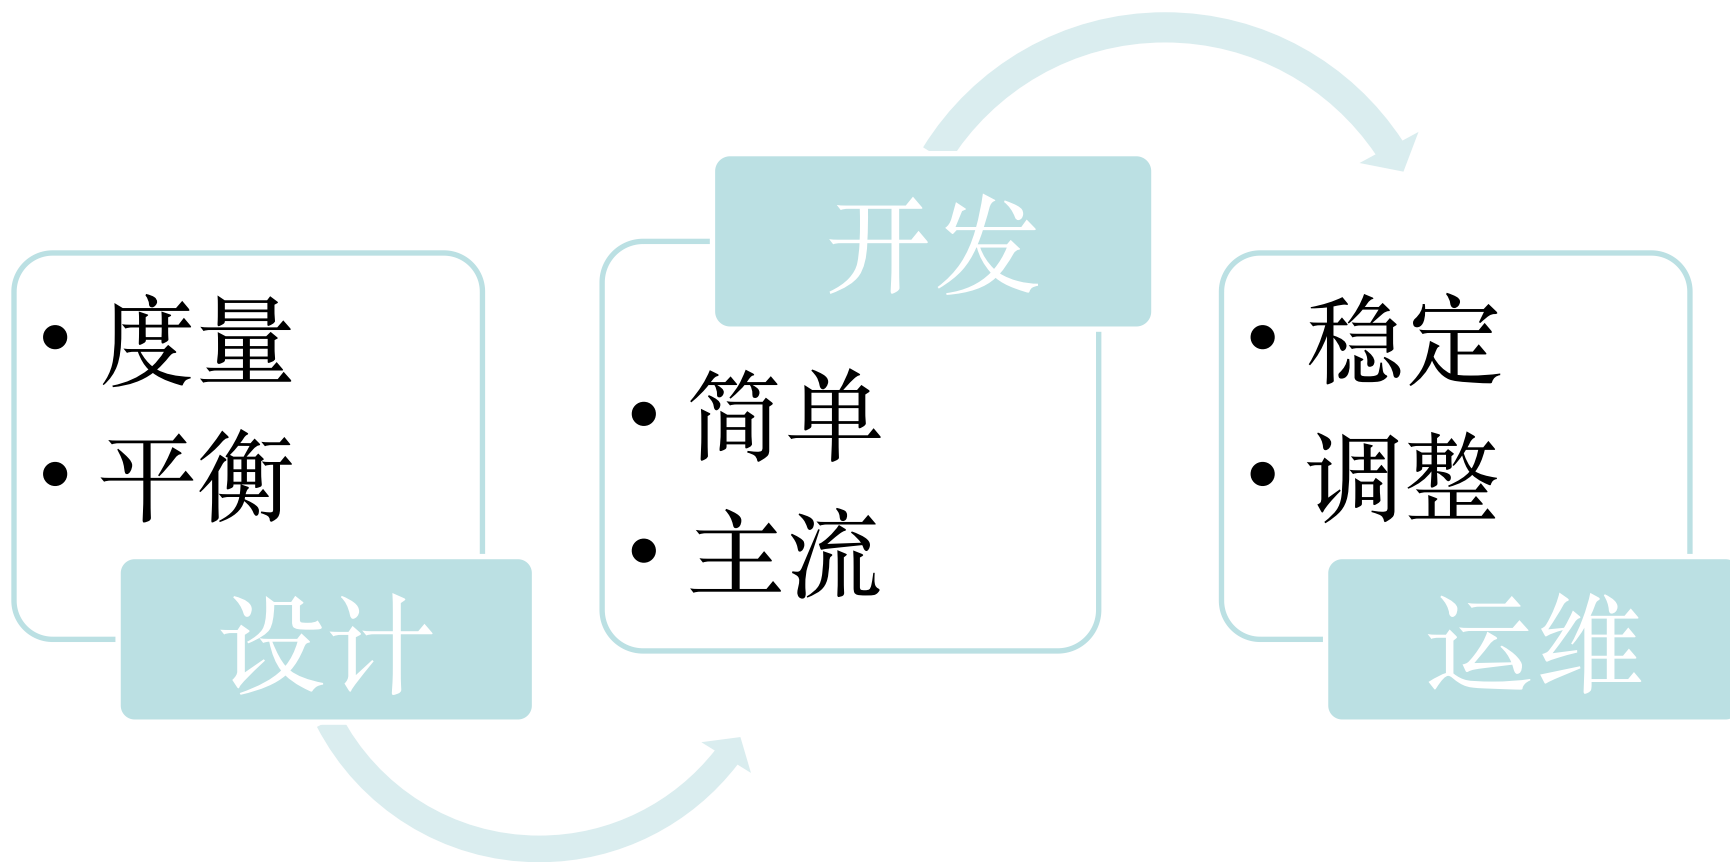 • 度量
• 平衡
设计
开发
• 简单
• 主流
• 稳定
• 调整
运维